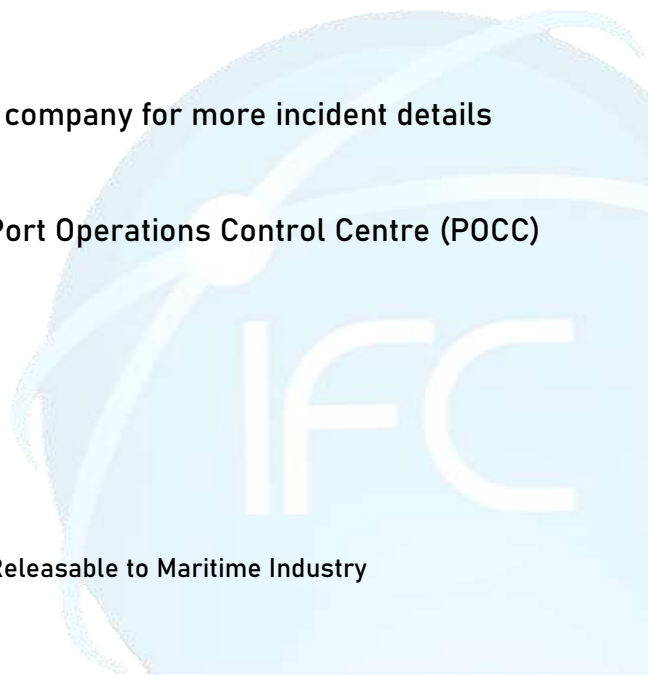 company for more incident details
Port Operations Control Centre (POCC)
IFC
Releasable to Maritime Industry